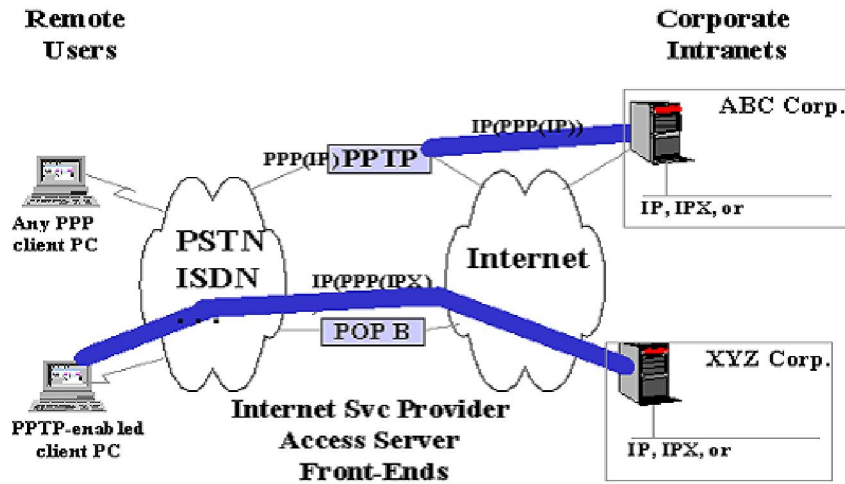 Remote
Users
Corporate
Intranets
ABC Corp.
IP(PPP(IP))
PPP(IP)
PPTP
Any PPP
client PC
PSTN
ISDN
. . .
Internet
IP, IPX, or
IP(PPP(IPX)
POP B
XYZ Corp.
PPTP-enabled
client PC
Internet Svc Provider
Access Server
Front-Ends
IP, IPX, or